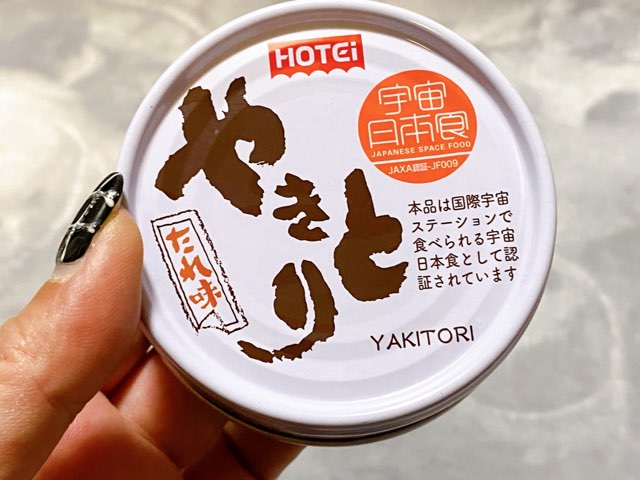 HOTEi
宇宙
日本食
JAPANESE SPACE FOOD
JAXA認証-JF009
やきとり
たれ味
本品は国際宇宙
ステーションで
食べられる宇宙
日本食として認
証されています
YAKITORI